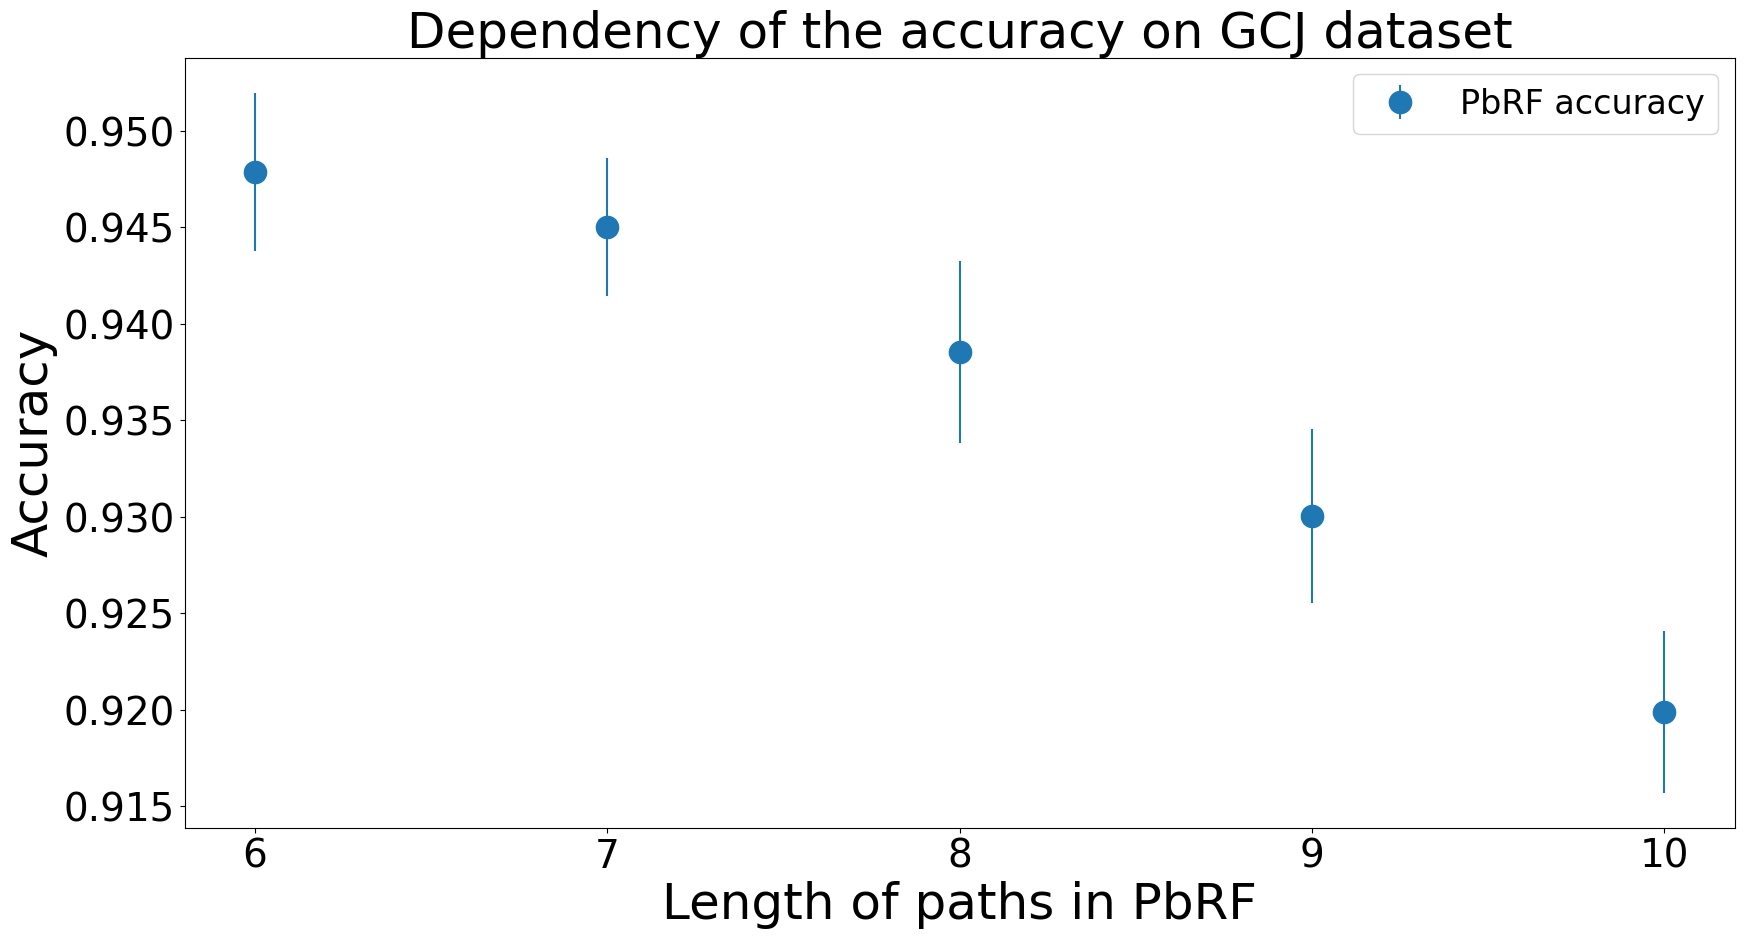 Dependency of the accuracy on GCJ dataset
PbRF accuracy
Accuracy
0.950
0.945
0.940
0.935
0.930
0.925
0.920
0.915
6 7 8 9 10
Length of paths in PbRF